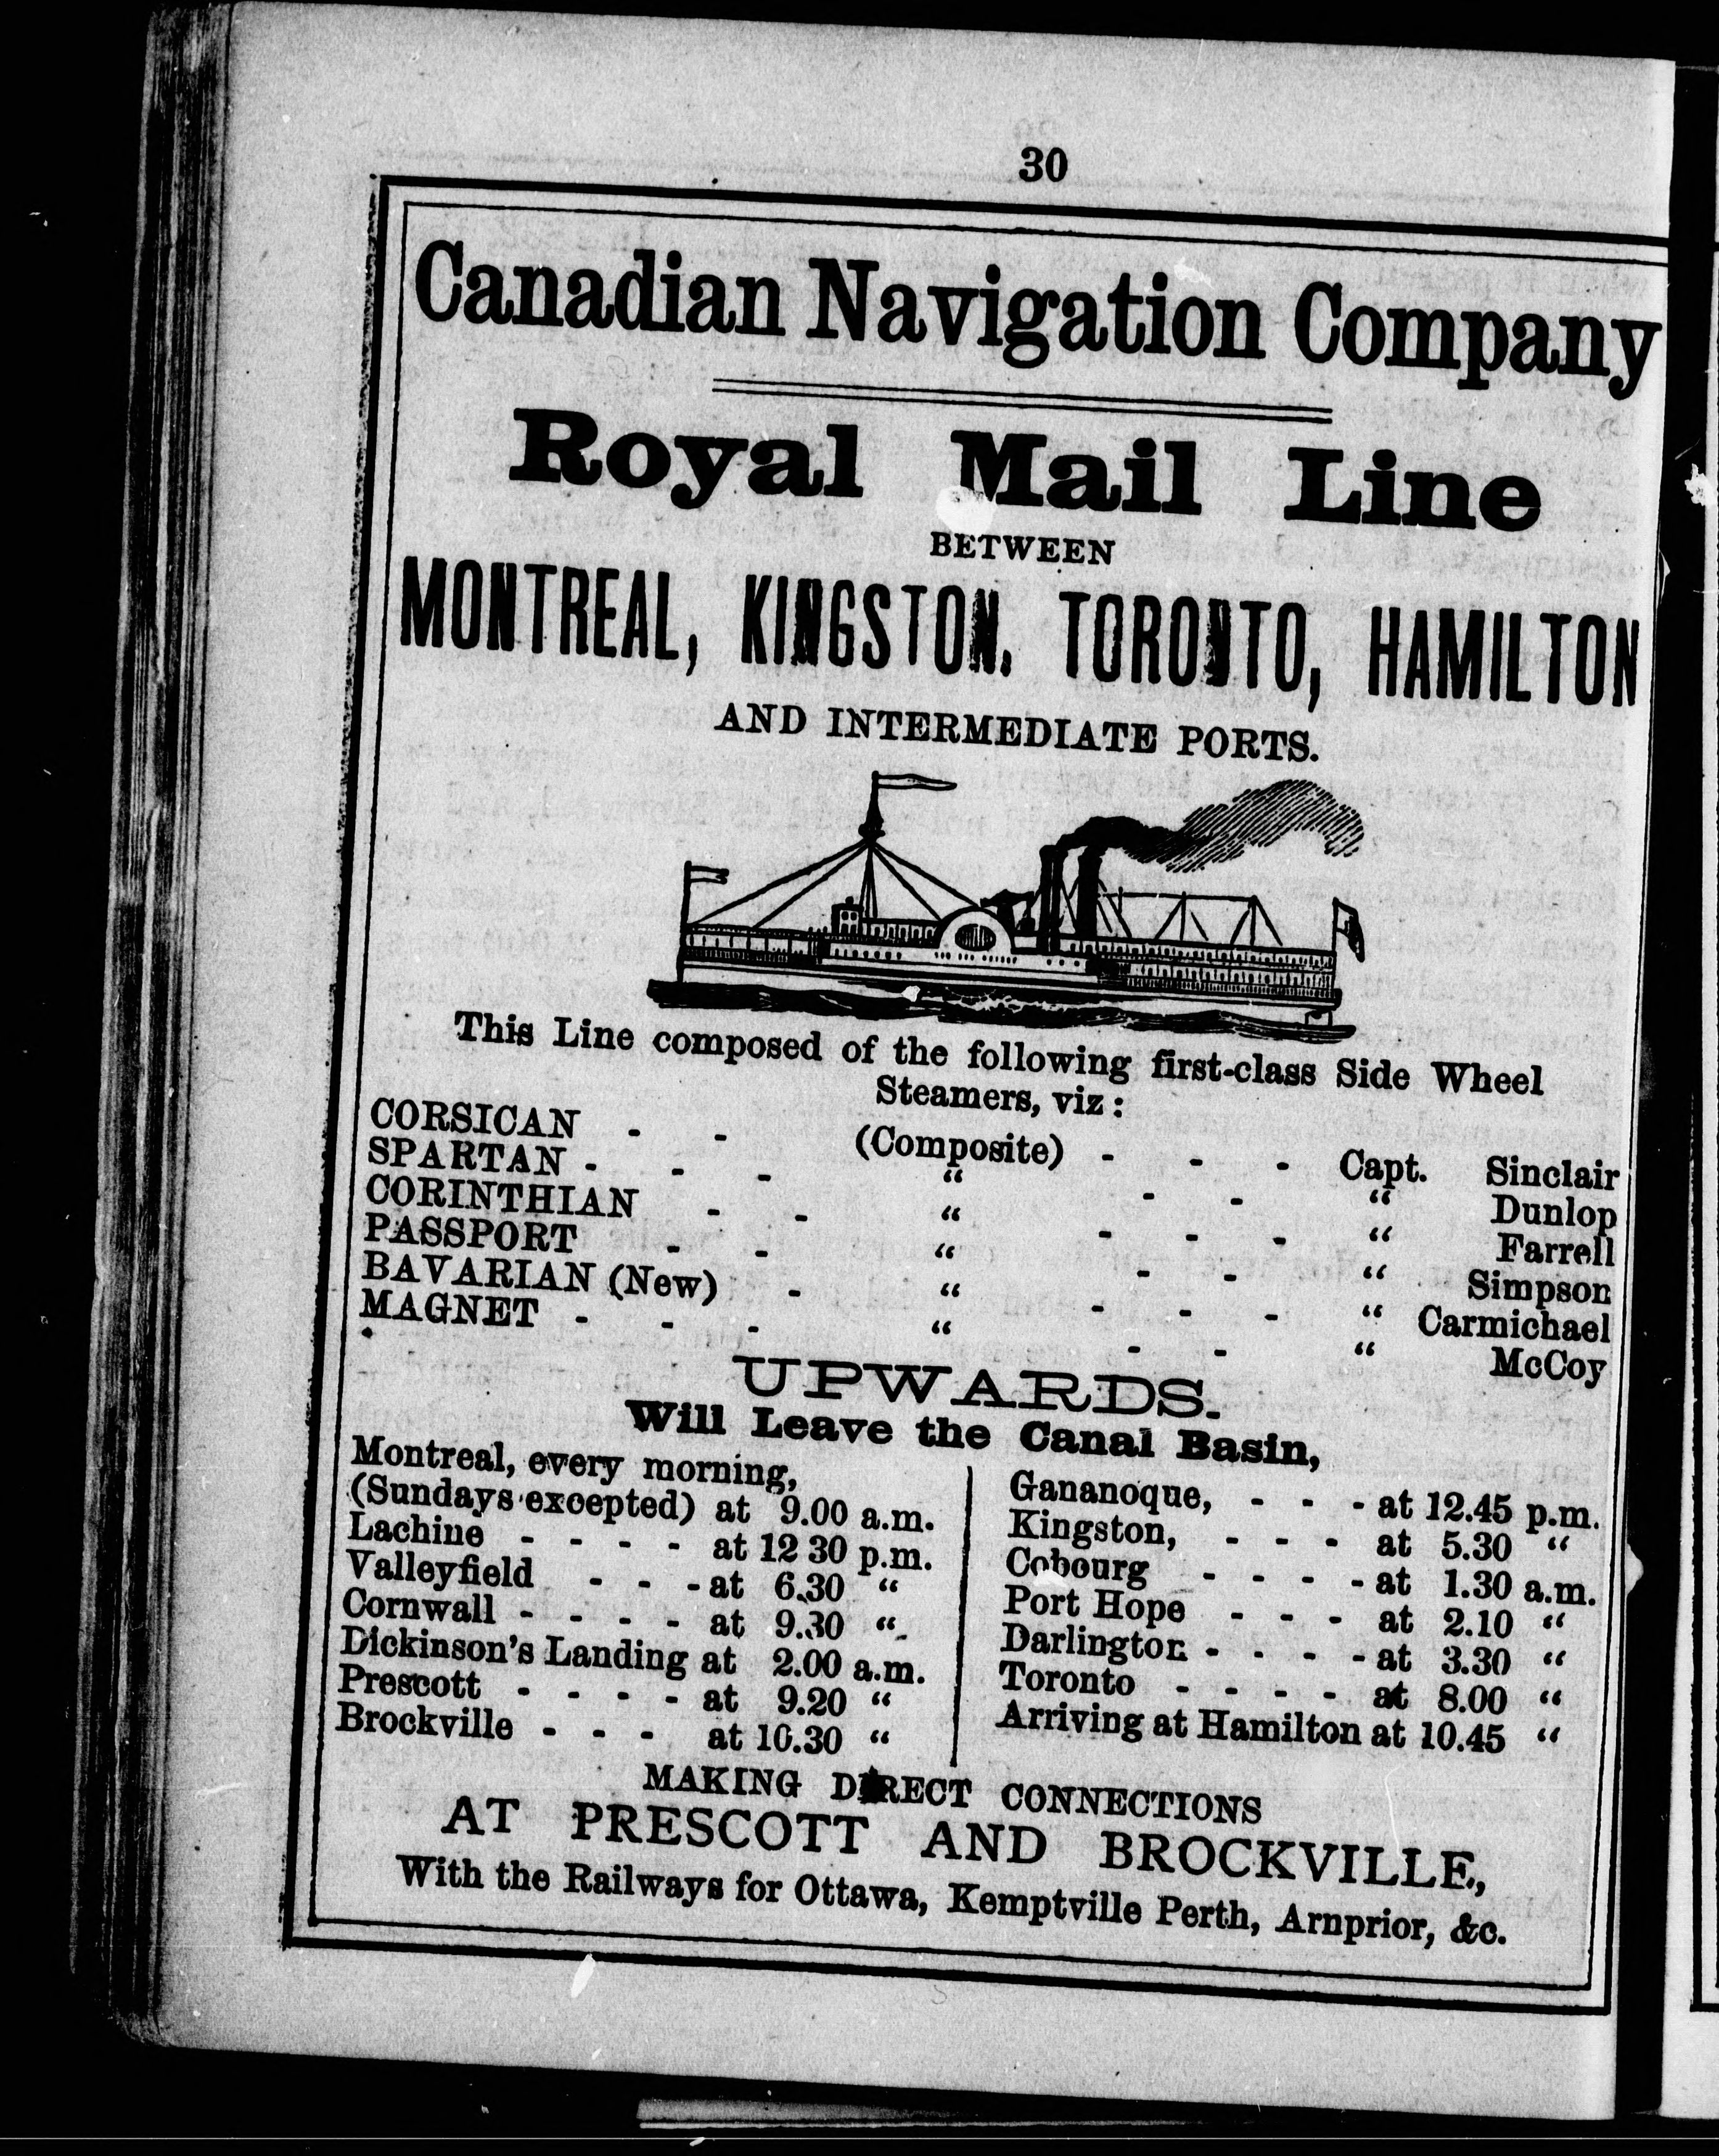 30
Canadian Navigation Company
Royal Mail Line
BETWEEN
MONTREAL, KINGSTON. TORONTO, HAMILTON
AND INTERMEDIATE PORTS.
This Line composed of the following first-class Side Wheel
Steamers, viz:
CORSICAN - - (Composite) - - - Capt. Sinclair
SPARTAN - - - “ - - “ Dunlop
CORINTHIAN - - “ - - - “ Farrell
PASSPORT - - “ - - “ Simpson
BAVARIAN (New) - “ - - - “ Carmichael
MAGNET - - - “ - - “ McCoy
UPWARDS.
Will Leave the Canal Basin,
Montreal, every morning,
(Sundays excepted) at 9.00 a.m.
Lachine - - - - at 12 30 p.m.
Valleyfield - - - at 6.30 “
Cornwall - - - - at 9.30 “
Dickinson's Landing at 2.00 a.m.
Prescott - - - - at 9.20 “
Brockville - - - at 10.30 “
Gananoque, - - - at 12.45 p.m.
Kingston, - - - at 5.30 “
Cobourg - - - - at 1.30 a.m.
Port Hope - - - at 2.10 “
Darlington - - - - at 3.30 “
Toronto - - - - at 8.00 “
Arriving at Hamilton at 10.45 “
MAKING DIRECT CONNECTIONS
AT PRESCOTT AND BROCKVILLE,
With the Railways for Ottawa, Kemptville Perth, Arnprior, &c.